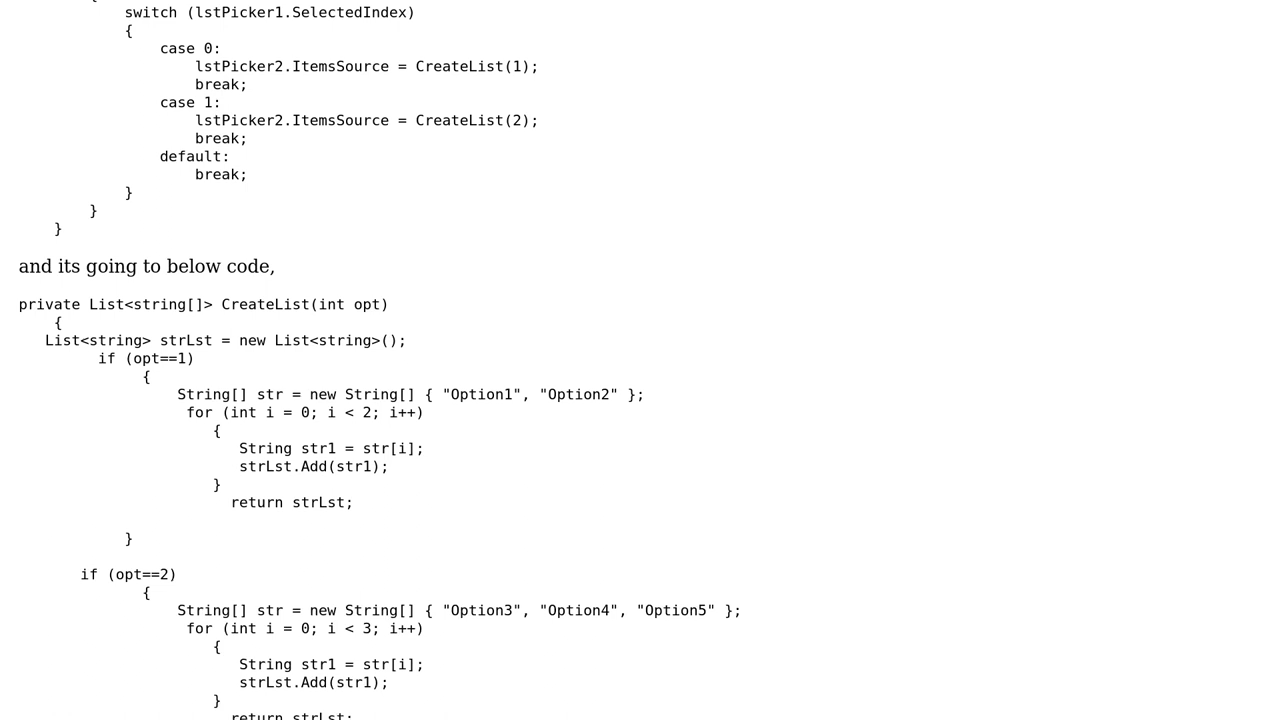 {
switch (lstPicker1.SelectedIndex)
{
case 0:
lstPicker2.ItemsSource = CreateList(1);
break;
case 1:
lstPicker2.ItemsSource = CreateList(2);
break;
default:
break;
}
}
}
and its going to below code,
private List<string[]> CreateList(int opt)
{
List<string> strLst = new List<string>();
if (opt==1)
{
String[] str = new String[] { "Option1", "Option2" };
for (int i = 0; i < 2; i++)
{
String str1 = str[i];
strLst.Add(str1);
}
return strLst;
}
if (opt==2)
{
String[] str = new String[] { "Option3", "Option4", "Option5" };
for (int i = 0; i < 3; i++)
{
String str1 = str[i];
strLst.Add(str1);
}
return strLst;